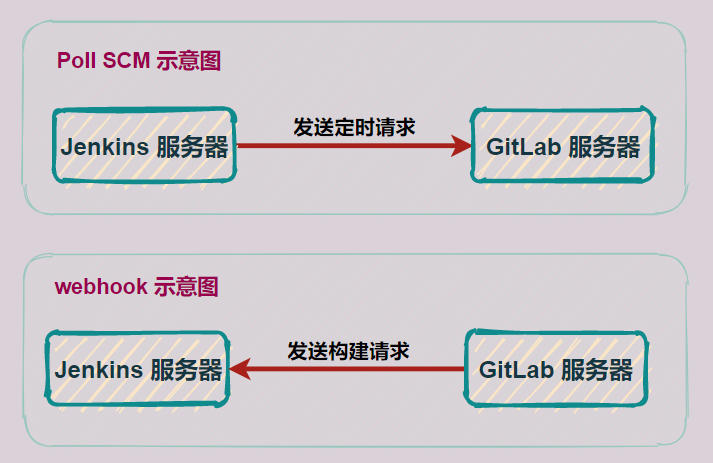 Poll SCM 示意图
Jenkins 服务器
发送定时请求
GitLab 服务器
webhook 示意图
Jenkins 服务器
发送构建请求
GitLab 服务器